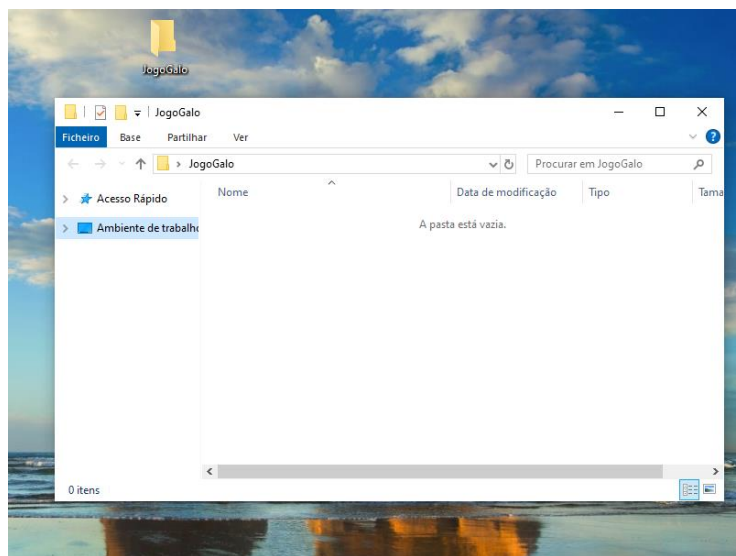 JogoGalo
JogoGalo
Ficheiro Base Partilhar Ver
JogoGalo Procurar em JogoGalo
Acesso Rápido
Ambiente de trabalho
Nome Data de modificação Tipo Tama
A pasta está vazia.
0 itens